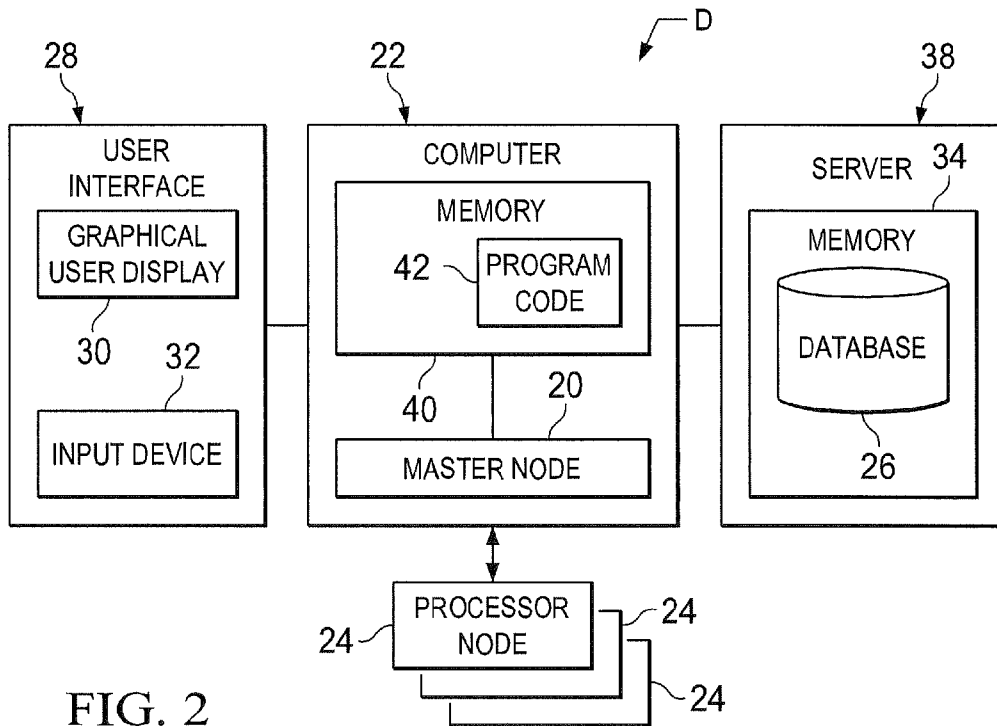 D
28
22
38
USER
INTERFACE
GRAPHICAL
USER DISPLAY
30
32
INPUT DEVICE
COMPUTER
MEMORY
42
PROGRAM
CODE
40
20
MASTER NODE
SERVER
34
MEMORY
DATABASE
26
PROCESSOR
NODE
24
24
24
FIG. 2